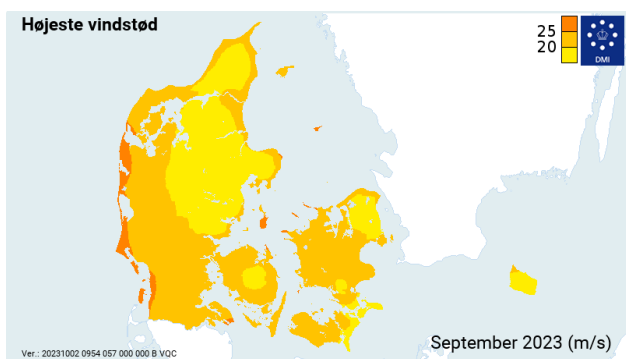 Højeste vindstød
25
20
DMI
September 2023 (m/s)
Ver.: 20231002 0954 057 000 000 B VQC